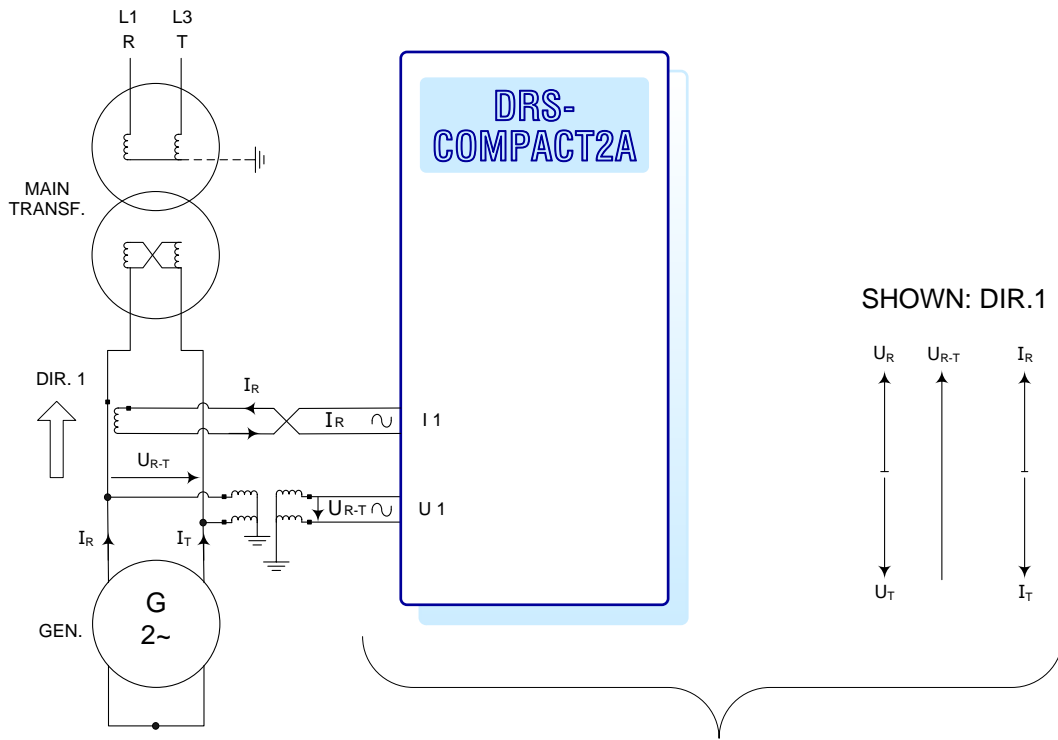 L1 L3
R T
DRS-
COMPACT2A
MAIN
TRANSF.
SHOWN: DIR.1
UR UR-T IR
DIR. 1
IR
IR I 1
UR-T
UR-T U 1
IR IT
UT IT
G
2~
GEN.